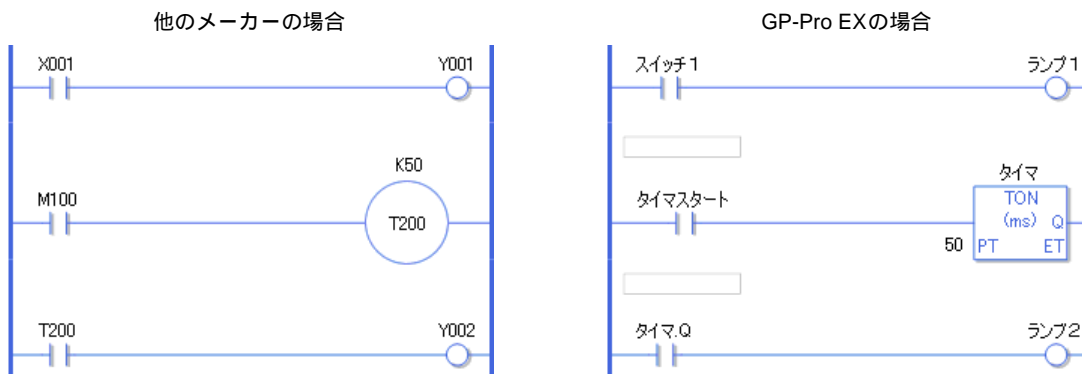 他のメーカーの場合
X001 Y001
K50
M100
T200
T200 Y002
GP-Pro EXの場合
スイッチ1 ランプ1
タイマ
タイマスタート
TON
(ms) Q
50 PT ET
タイマ.Q ランプ2